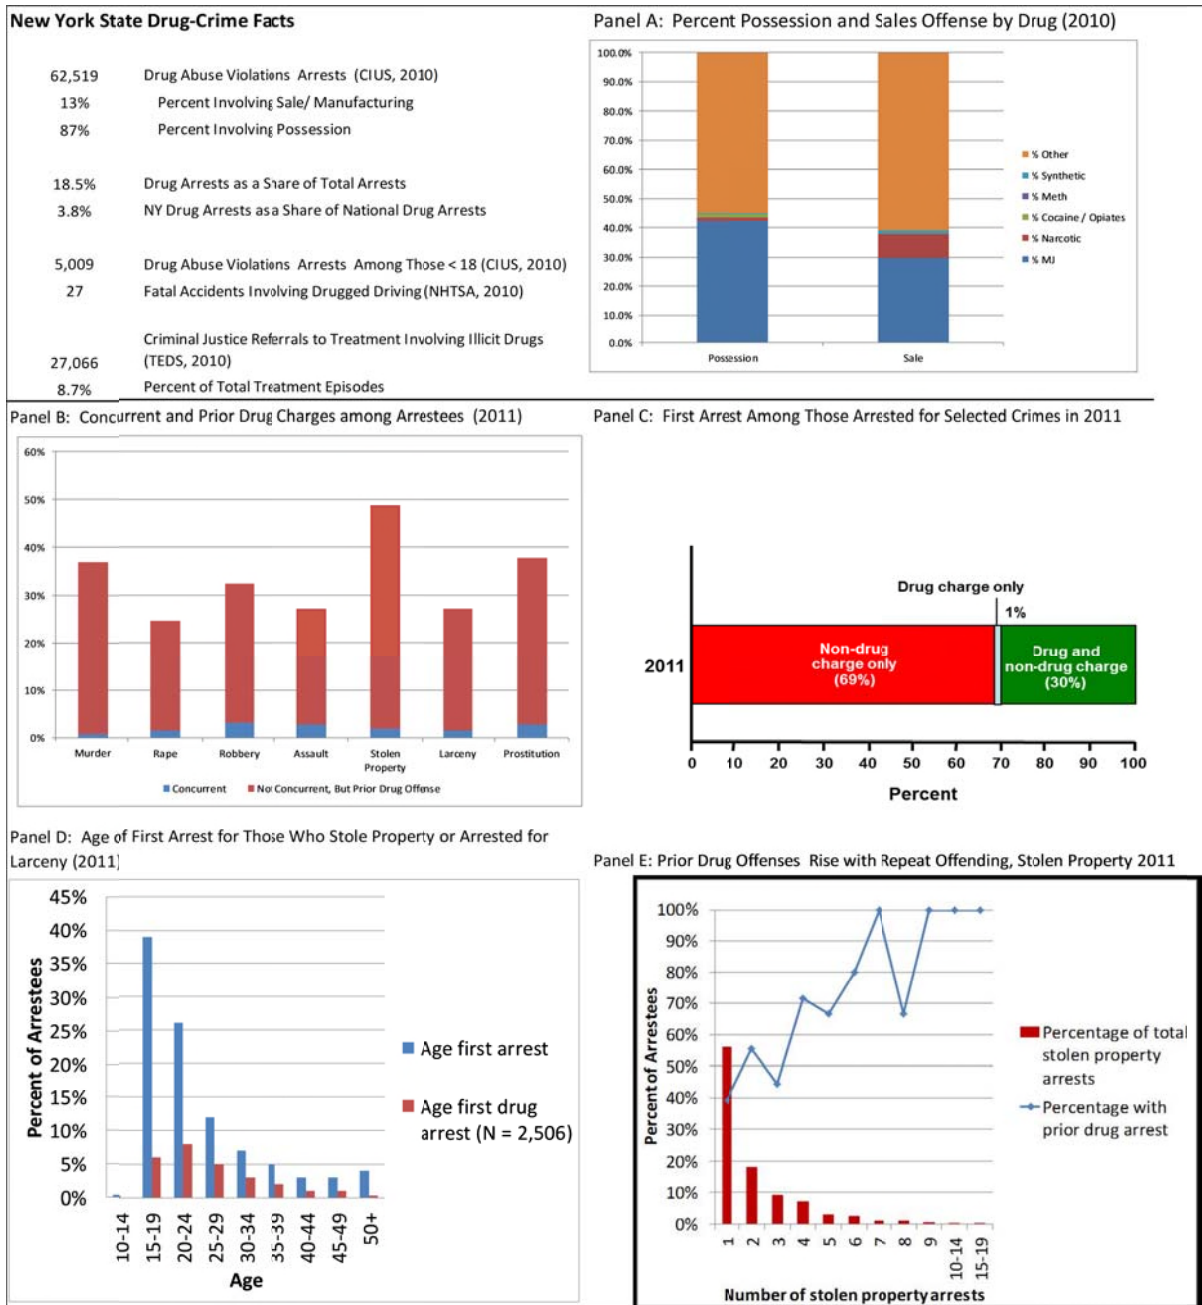 New York State Drug-Crime Facts
62,519 Drug Abuse Violations Arrests (CIUS, 2010)
13% Percent Involving Sale/ Manufacturing
87% Percent Involving Possession
18.5% Drug Arrests as a Share of Total Arrests
3.8% NY Drug Arrests as a Share of National Drug Arrests
5,009 Drug Abuse Violations Arrests Among Those < 18 (CIUS, 2010)
27 Fatal Accidents Involving Drugged Driving (NHTSA, 2010)
Criminal Justice Referrals to Treatment Involving Illicit Drugs
27,066 (TEDS, 2010)
8.7% Percent of Total Treatment Episodes
Panel A: Percent Possession and Sales Offense by Drug (2010)
100.0%
90.0%
80.0%
70.0%
60.0%
50.0%
40.0%
30.0%
20.0%
10.0%
0.0%
Possession Sale
% Other
% Synthetic
% Meth
% Cocaine / Opiates
% Narcotic
% MJ
Panel B: Concurrent and Prior Drug Charges among Arrestees (2011)
60%
50%
40%
30%
20%
10%
0%
Murder Rape Robbery Assault Stolen Larceny Prostitution
Property
Concurrent Not Concurrent, But Prior Drug Offense
Panel C: First Arrest Among Those Arrested for Selected Crimes in 2011
Drug charge only
1%
2011
Non-drug
charge only
(69%)
Drug and
non-drug charge
(30%)
0 10 20 30 40 50 60 70 80 90 100
Percent
Panel D: Age of First Arrest for Those Who Stole Property or Arrested for
Larceny (2011)
Percent of Arrestees
45%
40%
35%
30%
25%
20%
15%
10%
5%
0%
10-14 15-19 20-24 25-29 30-34 35-39 40-44 45-49 50+
Age
Age first arrest
Age first drug
arrest (N = 2,506)
Panel E: Prior Drug Offenses Rise with Repeat Offending, Stolen Property 2011
Percent of Arrestees
100%
90%
80%
70%
60%
50%
40%
30%
20%
10%
0%
1 2 3 4 5 6 7 8 9 10-14 15-19
Number of stolen property arrests
Percentage of total
stolen property
arrests
Percentage with
prior drug arrest